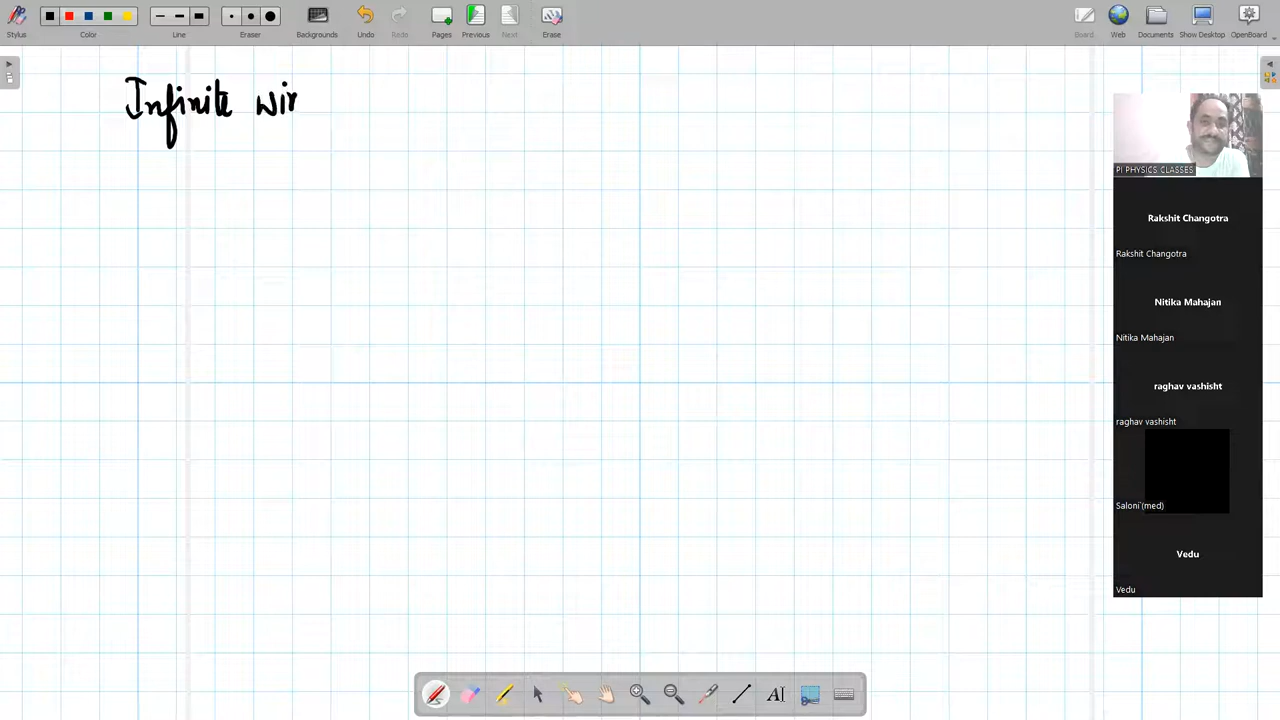 Stylus
Color
Line
Eraser
Backgrounds
Undo
Redo
Pages
Previous
Next
Erase
Board
Web
Documents
Show Desktop
OpenBoard
Infinite wir
PI PHYSICS CLASSES
Rakshit Changotra
Rakshit Changotra
Nitika Mahajan
Nitika Mahajan
raghav vashisht
raghav vashisht
Saloni (med)
Vedu
Vedu